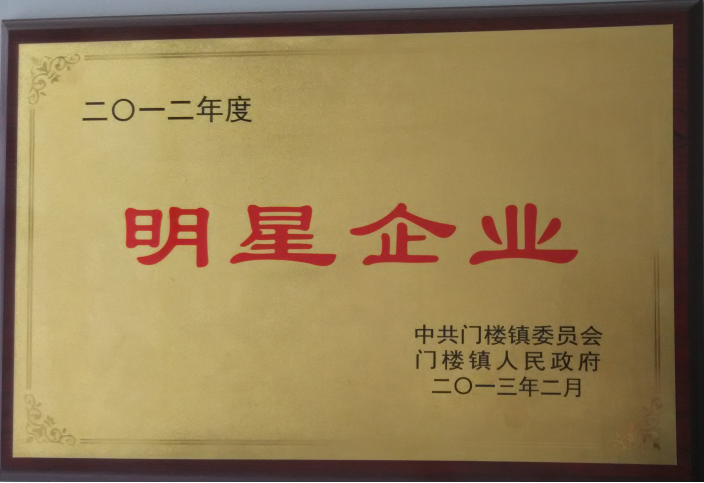 二〇一二年度
明星企业
中共门楼镇委员会
门楼镇人民政府
二〇一三年二月